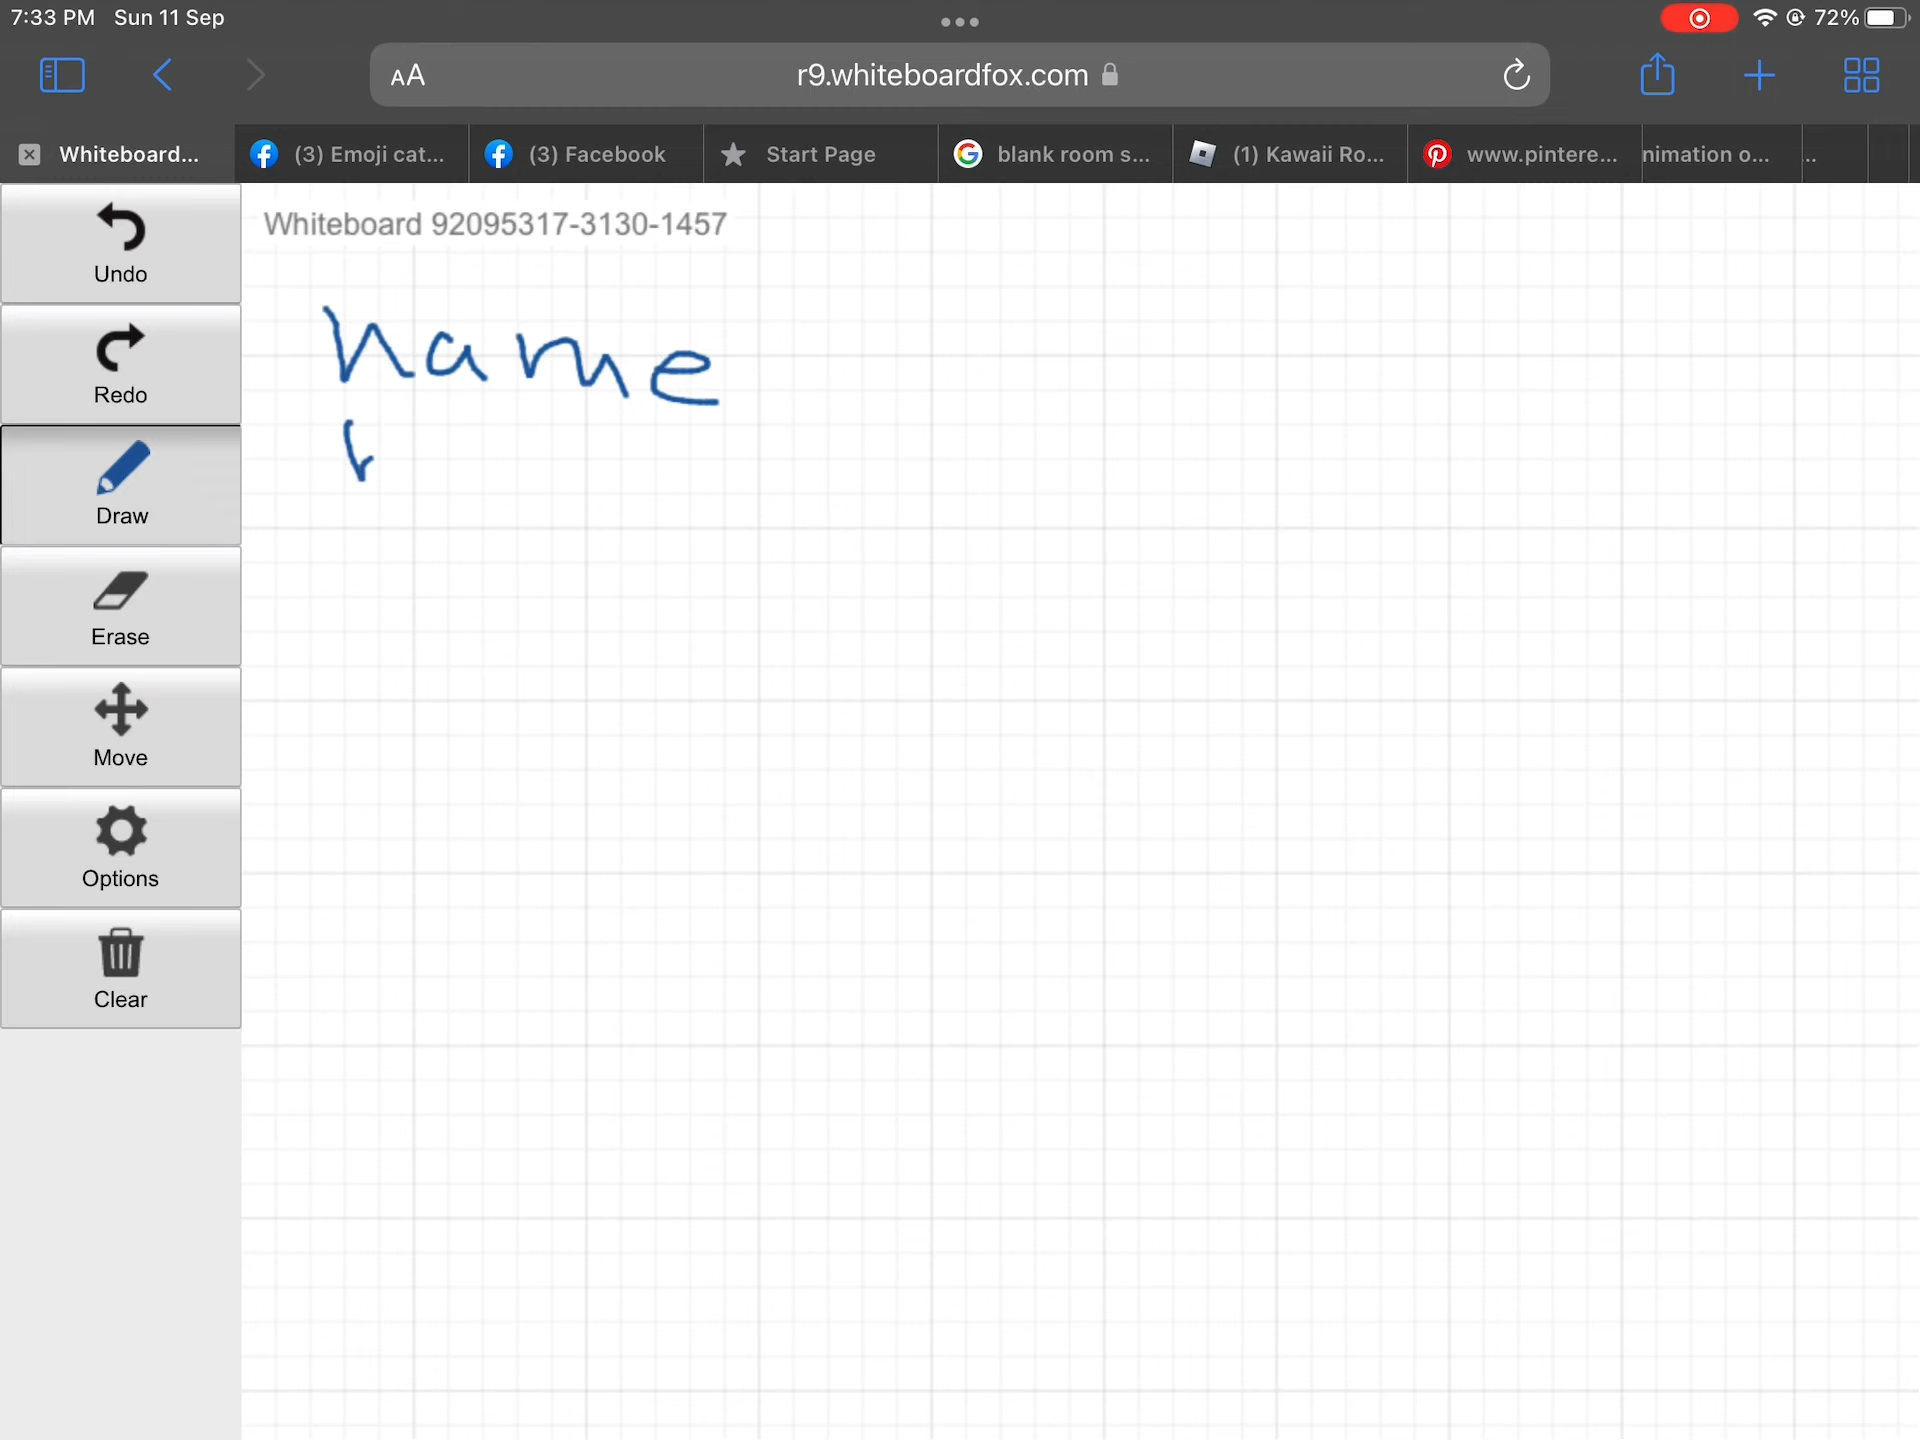 7:33 PM Sun 11 Sep
72%
AA r9.whiteboardfox.com
Whiteboard... (3) Emoji cat... (3) Facebook Start Page blank room s... (1) Kawaii Ro... www.pintere... nimation o... ..
Whiteboard 92095317-3130-1457
Undo
Redo
Draw
Erase
Move
Options
Clear
name